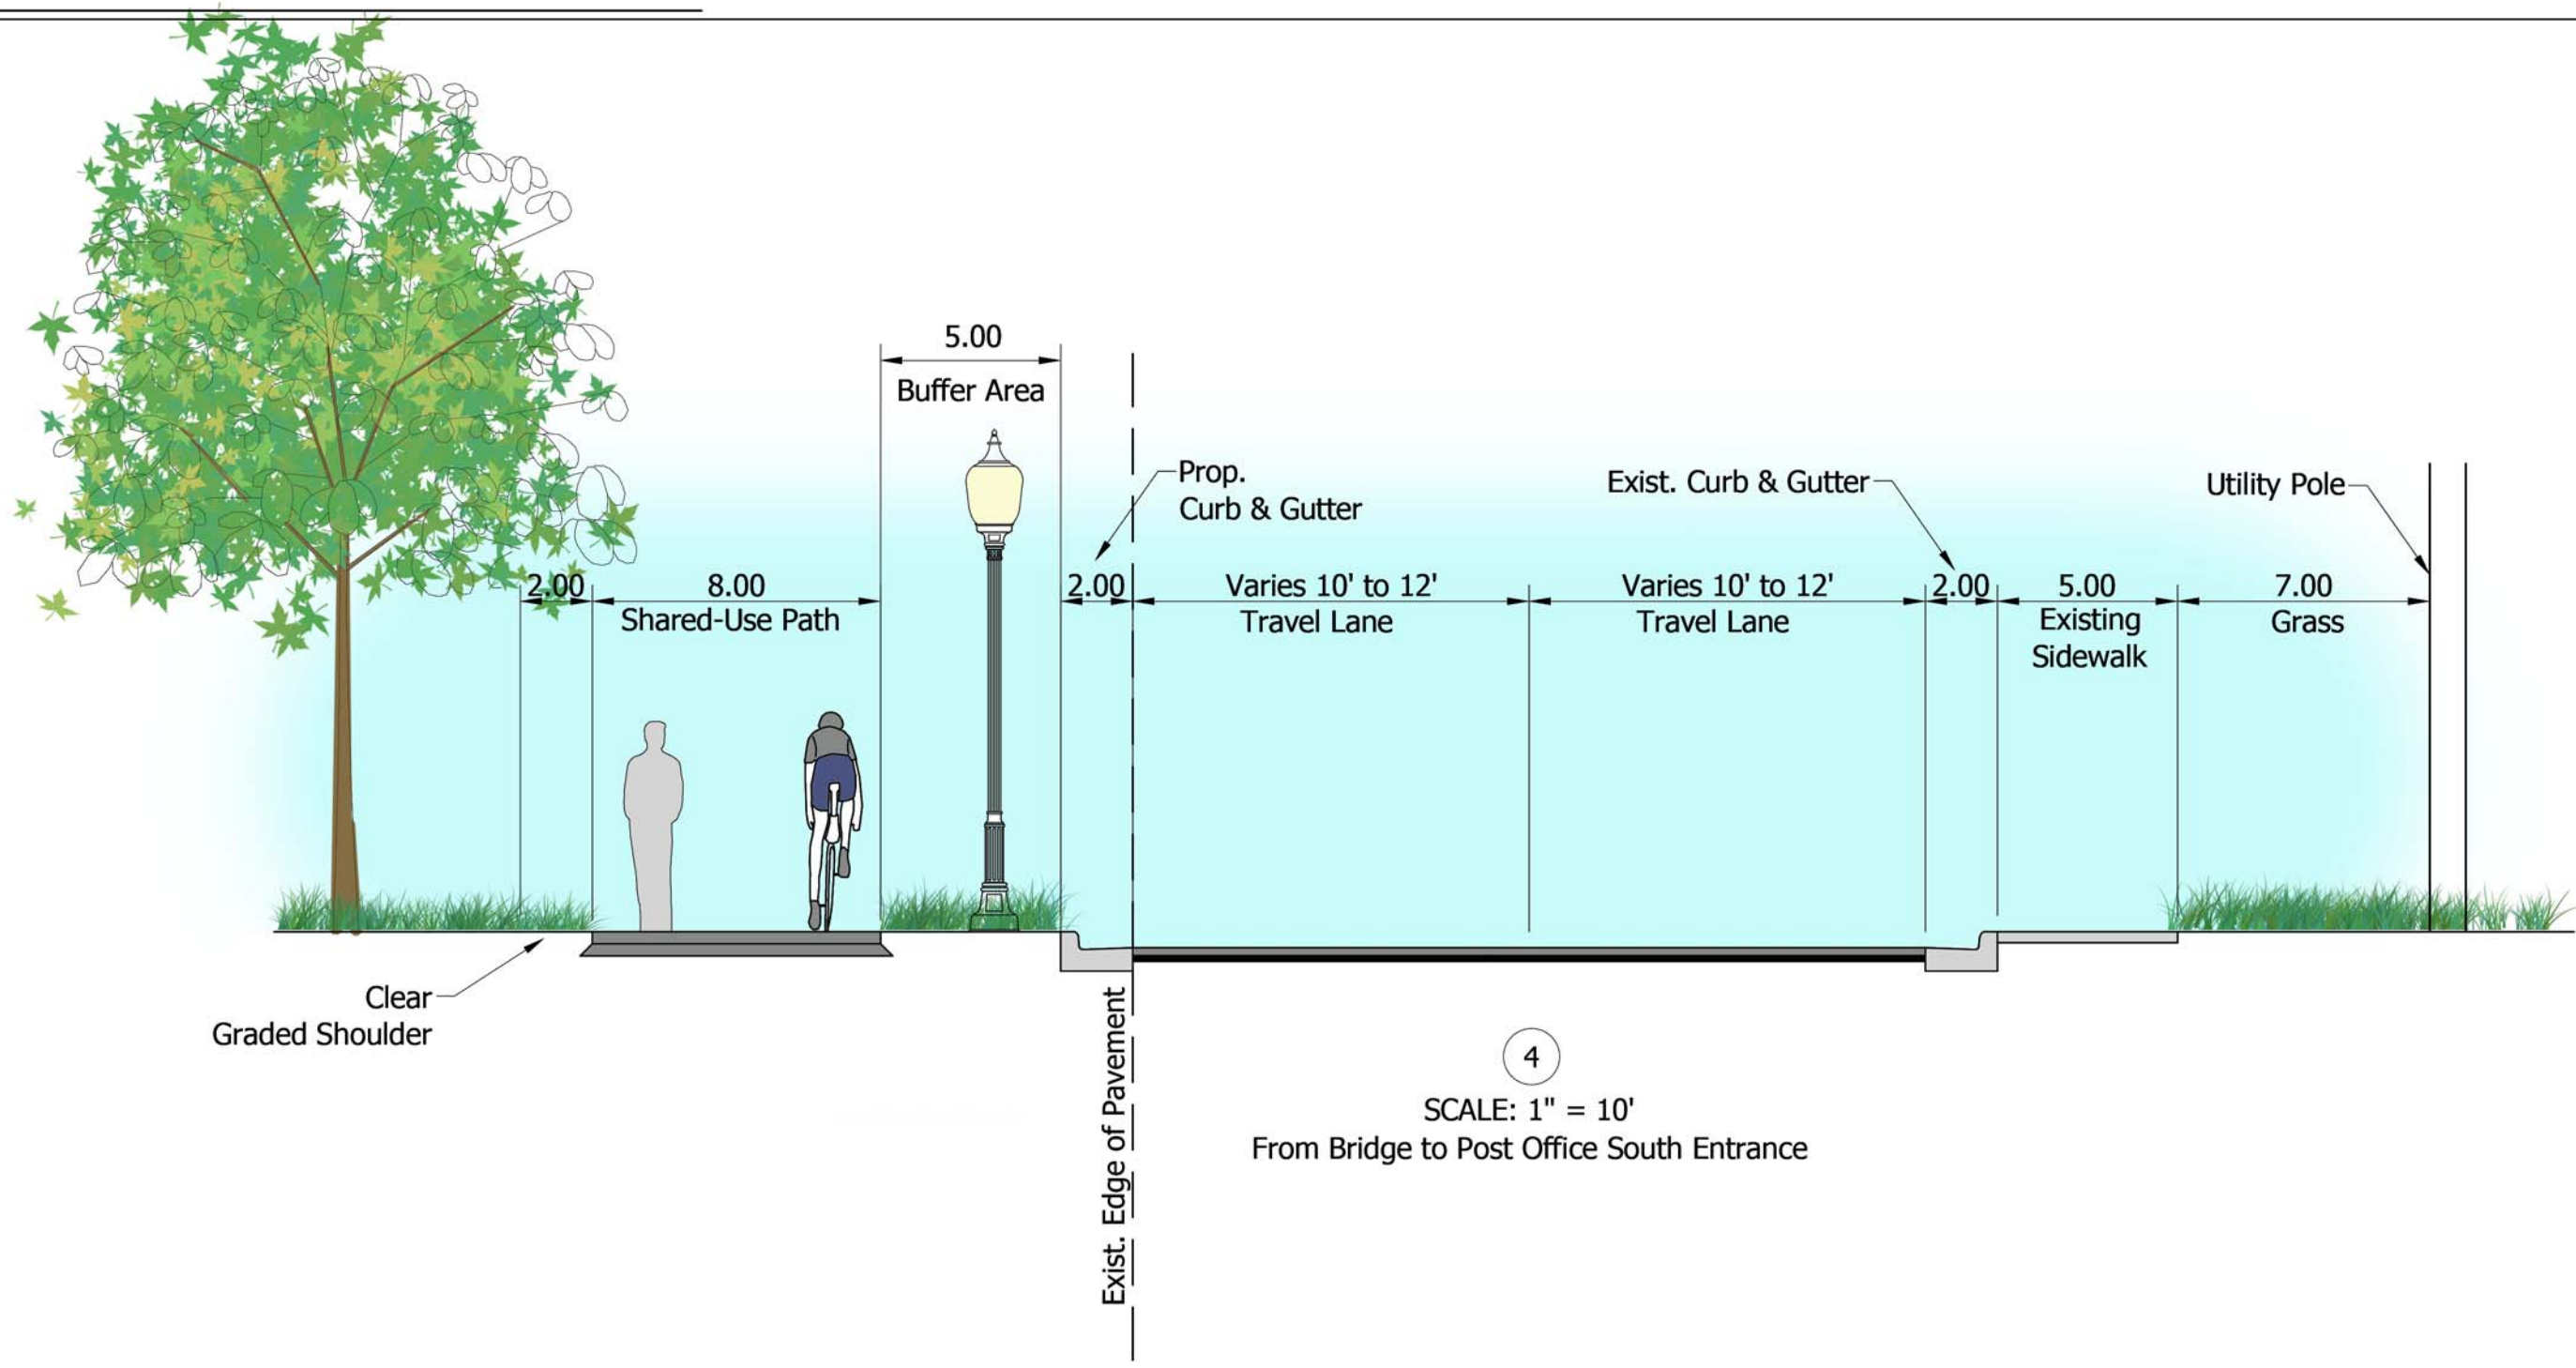 5.00
Buffer Area
Prop.
Curb & Gutter
Exist. Curb & Gutter
Utility Pole
2.00
8.00
Shared-Use Path
2.00
Varies 10' to 12'
Travel Lane
Varies 10' to 12'
Travel Lane
2.00
5.00
Existing
Sidewalk
7.00
Grass
Clear
Graded Shoulder
Exist. Edge of Pavement
4
SCALE: 1" = 10'
From Bridge to Post Office South Entrance